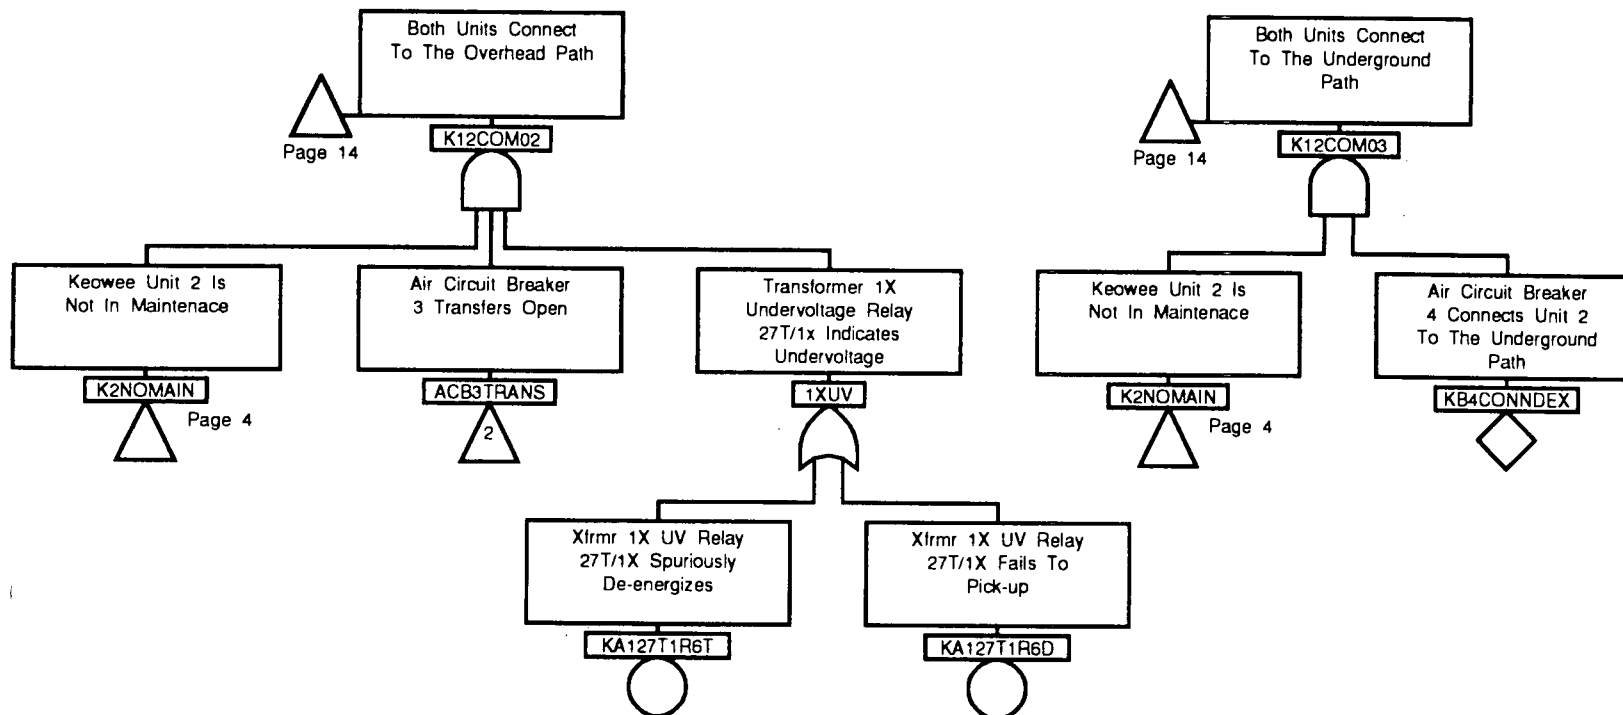 Both Units Connect
To The Overhead Path
Page 14
K12COM02
Both Units Connect
To The Underground
Path
Page 14
K12COM03
Keowee Unit 2 Is
Not In Maintenace
K2NOMAIN
Page 4
Air Circuit Breaker
3 Transfers Open
ACB3TRANS
2
Transformer 1X
Undervoltage Relay
27T/1x Indicates
Undervoltage
1XUV
Keowee Unit 2 Is
Not In Maintenace
K2NOMAIN
Page 4
Air Circuit Breaker
4 Connects Unit 2
To The Underground
Path
KB4CONNDEX
Xfrmr 1X UV Relay
27T/1X Spuriously
De-energizes
KA127T1R6T
Xfrmr 1X UV Relay
27T/1X Fails To
Pick-up
KA127T1R6D